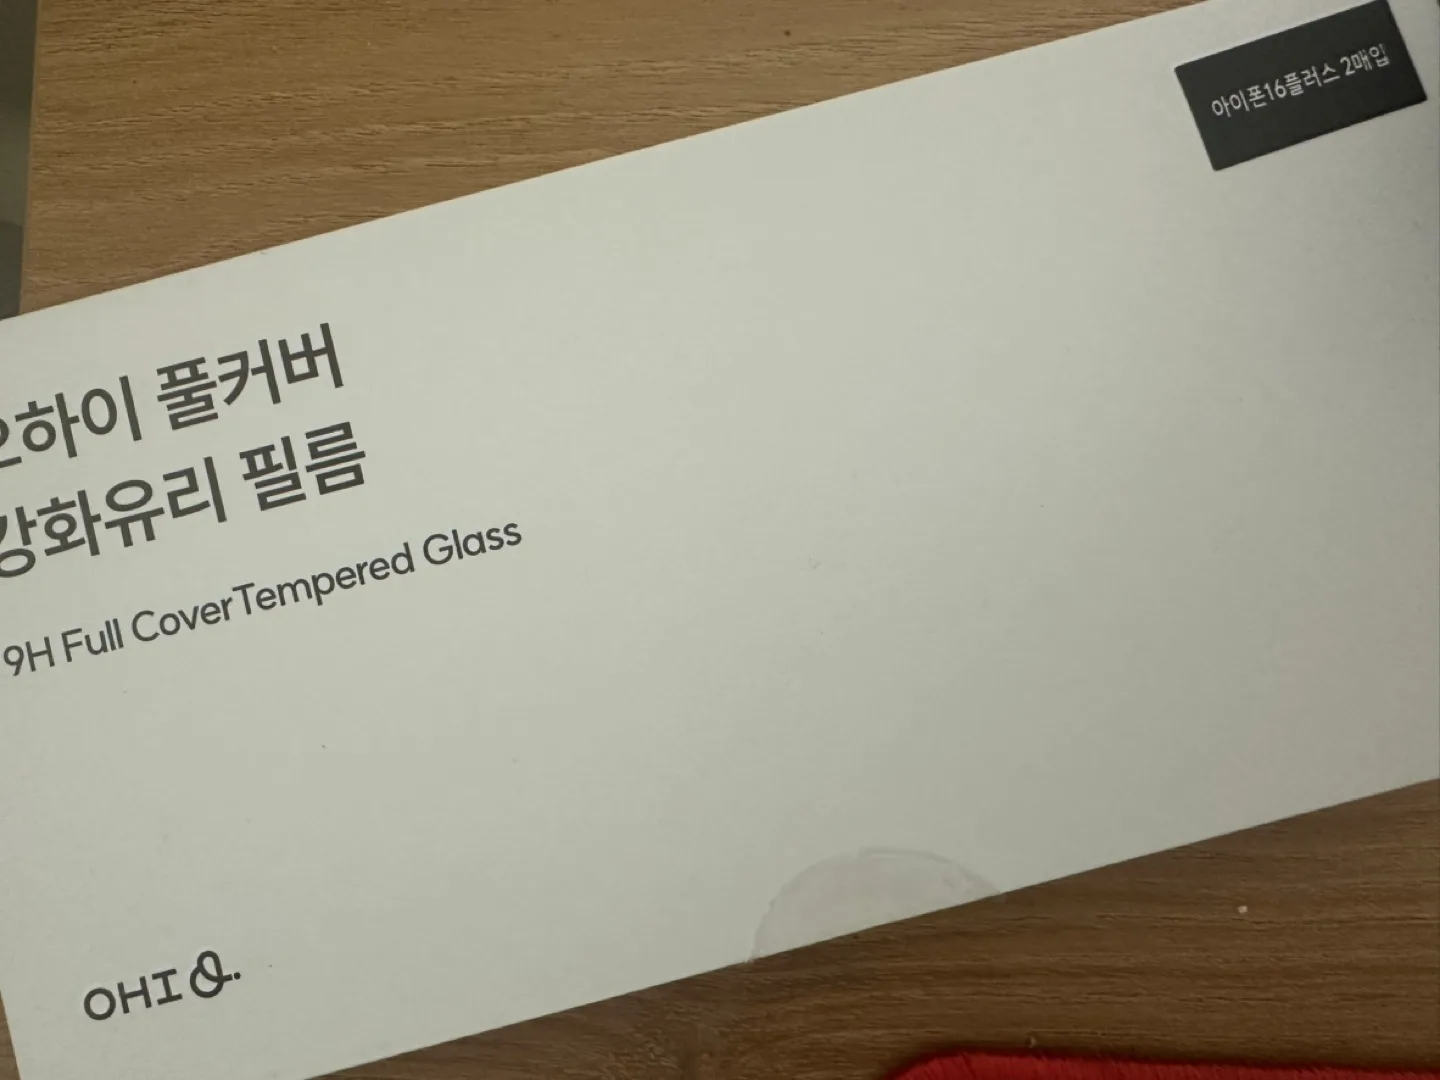 아이폰16플러스 2매입
오하이 풀커버
강화유리 필름
9H Full CoverTempered Glass
OHI